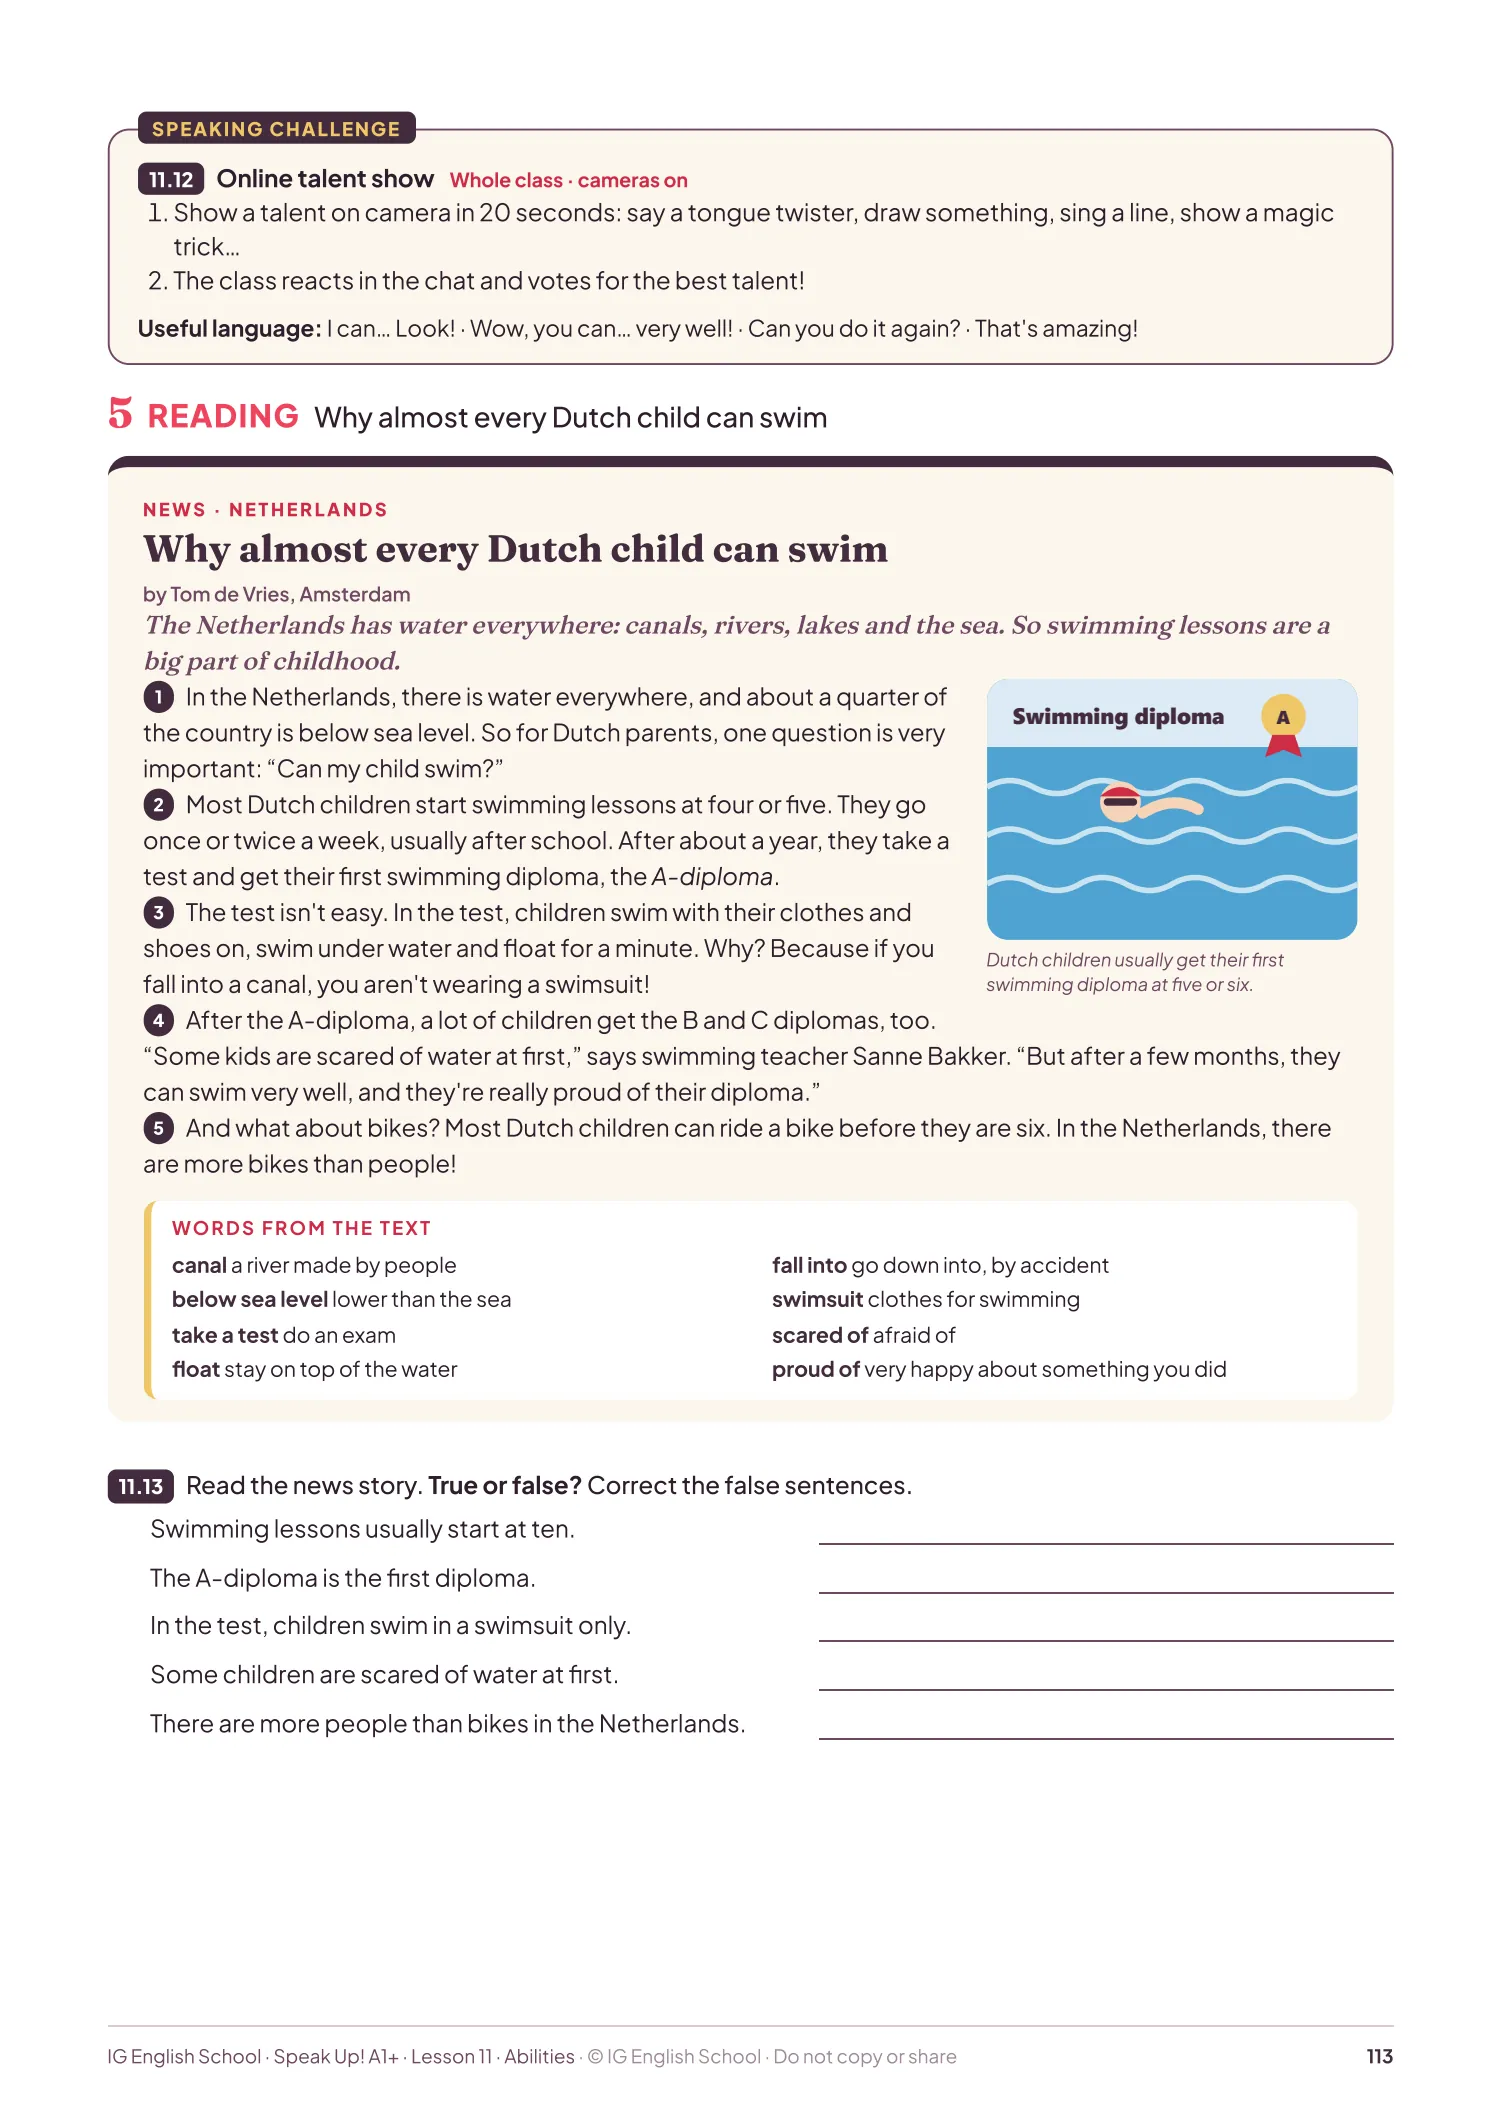 SPEAKING CHALLENGE
11.12 Online talent show Whole class · cameras on
1. Show a talent on camera in 20 seconds: say a tongue twister, draw something, sing a line, show a magic
trick…
2. The class reacts in the chat and votes for the best talent!
Useful language: I can… Look! · Wow, you can… very well! · Can you do it again? · That's amazing!
5 READING Why almost every Dutch child can swim
NEWS · NETHERLANDS
Why almost every Dutch child can swim
by Tom de Vries, Amsterdam
The Netherlands has water everywhere: canals, rivers, lakes and the sea. So swimming lessons are a
big part of childhood.
1 In the Netherlands, there is water everywhere, and about a quarter of
the country is below sea level. So for Dutch parents, one question is very
important: “Can my child swim?”
2 Most Dutch children start swimming lessons at four or five. They go
once or twice a week, usually after school. After about a year, they take a
test and get their first swimming diploma, the A-diploma.
3 The test isn't easy. In the test, children swim with their clothes and
shoes on, swim under water and float for a minute. Why? Because if you
fall into a canal, you aren't wearing a swimsuit!
Swimming diploma
A
Dutch children usually get their first
swimming diploma at five or six.
4 After the A-diploma, a lot of children get the B and C diplomas, too.
“Some kids are scared of water at first,” says swimming teacher Sanne Bakker. “But after a few months, they
can swim very well, and they're really proud of their diploma.”
5 And what about bikes? Most Dutch children can ride a bike before they are six. In the Netherlands, there
are more bikes than people!
WORDS FROM THE TEXT
canal a river made by people
below sea level lower than the sea
take a test do an exam
float stay on top of the water
fall into go down into, by accident
swimsuit clothes for swimming
scared of afraid of
proud of very happy about something you did
11.13 Read the news story. True or false? Correct the false sentences.
Swimming lessons usually start at ten.
The A-diploma is the first diploma.
In the test, children swim in a swimsuit only.
Some children are scared of water at first.
There are more people than bikes in the Netherlands.
IG English School · Speak Up! A1+ · Lesson 11 · Abilities · © IG English School · Do not copy or share
113